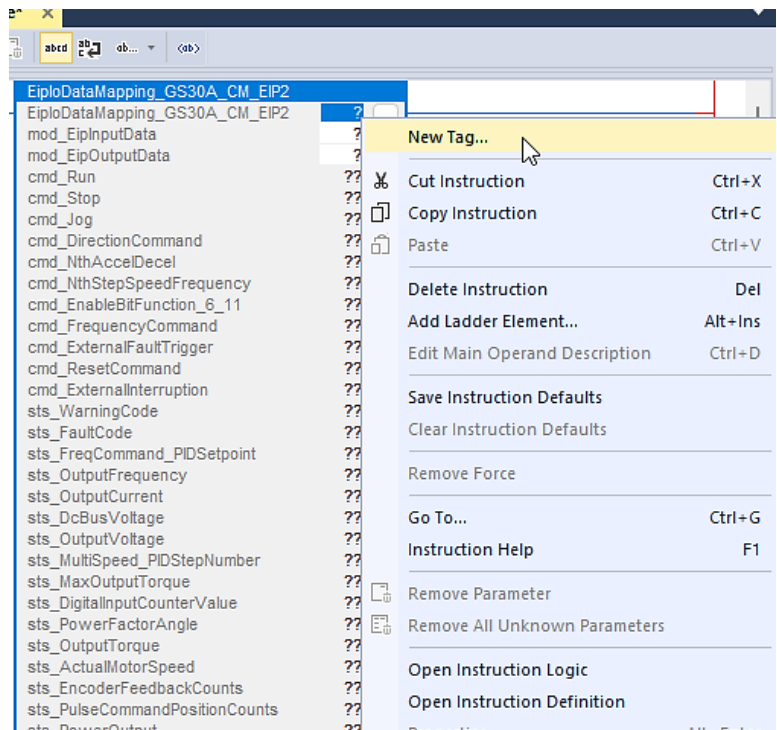 abcd ab c ab... <ab>
EipIoDataMapping_GS30A_CM_EIP2
EipIoDataMapping_GS30A_CM_EIP2 ?
mod_EipInputData ?
mod_EipOutputData ?
cmd_Run ??
cmd_Stop ??
cmd_Jog ??
cmd_DirectionCommand ??
cmd_NthAccelDecel ??
cmd_NthStepSpeedFrequency ??
cmd_EnableBitFunction_6_11 ??
cmd_FrequencyCommand ??
cmd_ExternalFaultTrigger ??
cmd_ResetCommand ??
cmd_ExternalInterruption ??
sts_WarningCode ??
sts_FaultCode ??
sts_FreqCommand_PIDSetpoint ??
sts_OutputFrequency ??
sts_OutputCurrent ??
sts_DcBusVoltage ??
sts_OutputVoltage ??
sts_MultiSpeed_PIDStepNumber ??
sts_MaxOutputTorque ??
sts_DigitalInputCounterValue ??
sts_PowerFactorAngle ??
sts_OutputTorque ??
sts_ActualMotorSpeed ??
sts_EncoderFeedbackCounts ??
sts_PulseCommandPositionCounts ??
New Tag...
Cut Instruction Ctrl+X
Copy Instruction Ctrl+C
Paste Ctrl+V
Delete Instruction Del
Add Ladder Element... Alt+Ins
Edit Main Operand Description Ctrl+D
Save Instruction Defaults
Clear Instruction Defaults
Remove Force
Go To... Ctrl+G
Instruction Help F1
Remove Parameter
Remove All Unknown Parameters
Open Instruction Logic
Open Instruction Definition